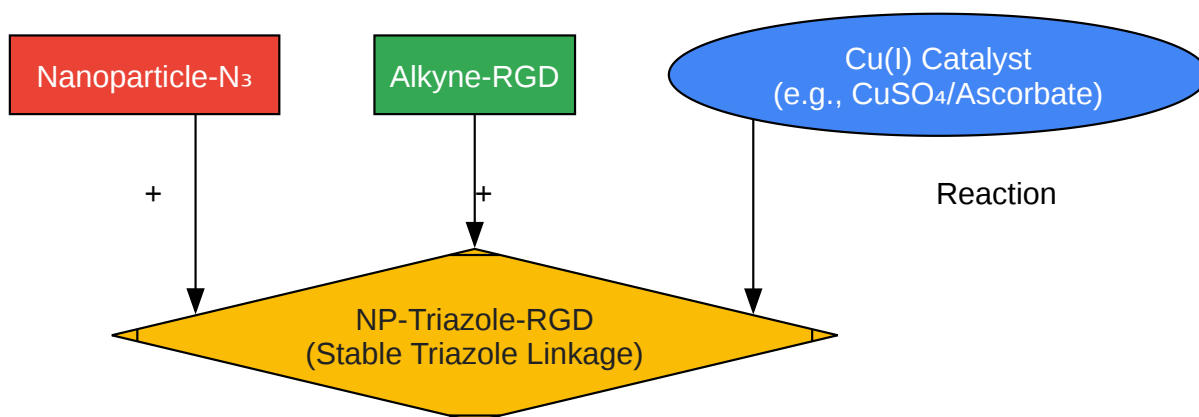 Nanoparticle-N₃
Alkyne-RGD
Cu(I) Catalyst
(e.g., CuSO₄/Ascorbate)
+
+
Reaction
NP-Triazole-RGD
(Stable Triazole Linkage)